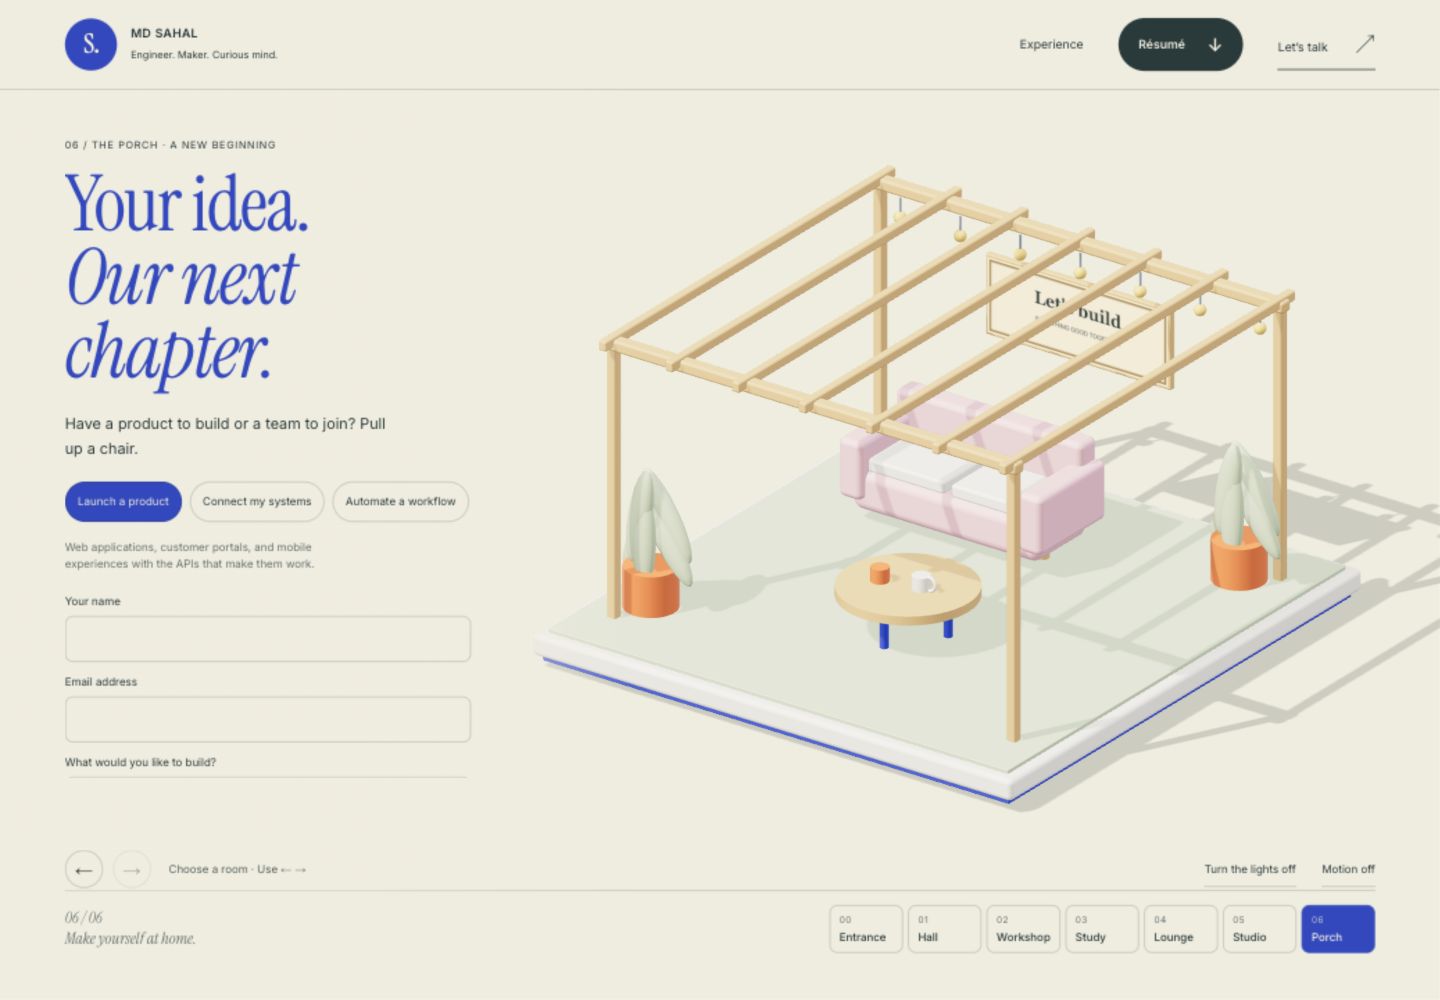 S.
MD SAHAL
Engineer. Maker. Curious mind.
Experience
Résumé ↓
Let's talk ↗
06 / THE PORCH · A NEW BEGINNING
Your idea.
Our next
chapter.
Have a product to build or a team to join? Pull
up a chair.
Launch a product
Connect my systems
Automate a workflow
Web applications, customer portals, and mobile
experiences with the APIs that make them work.
Your name
Email address
What would you like to build?
build
GOOD
← →
Choose a room · Use ← →
Turn the lights off
Motion off
06 / 06
Make yourself at home.
00
Entrance
01
Hall
02
Workshop
03
Study
04
Lounge
05
Studio
06
Porch